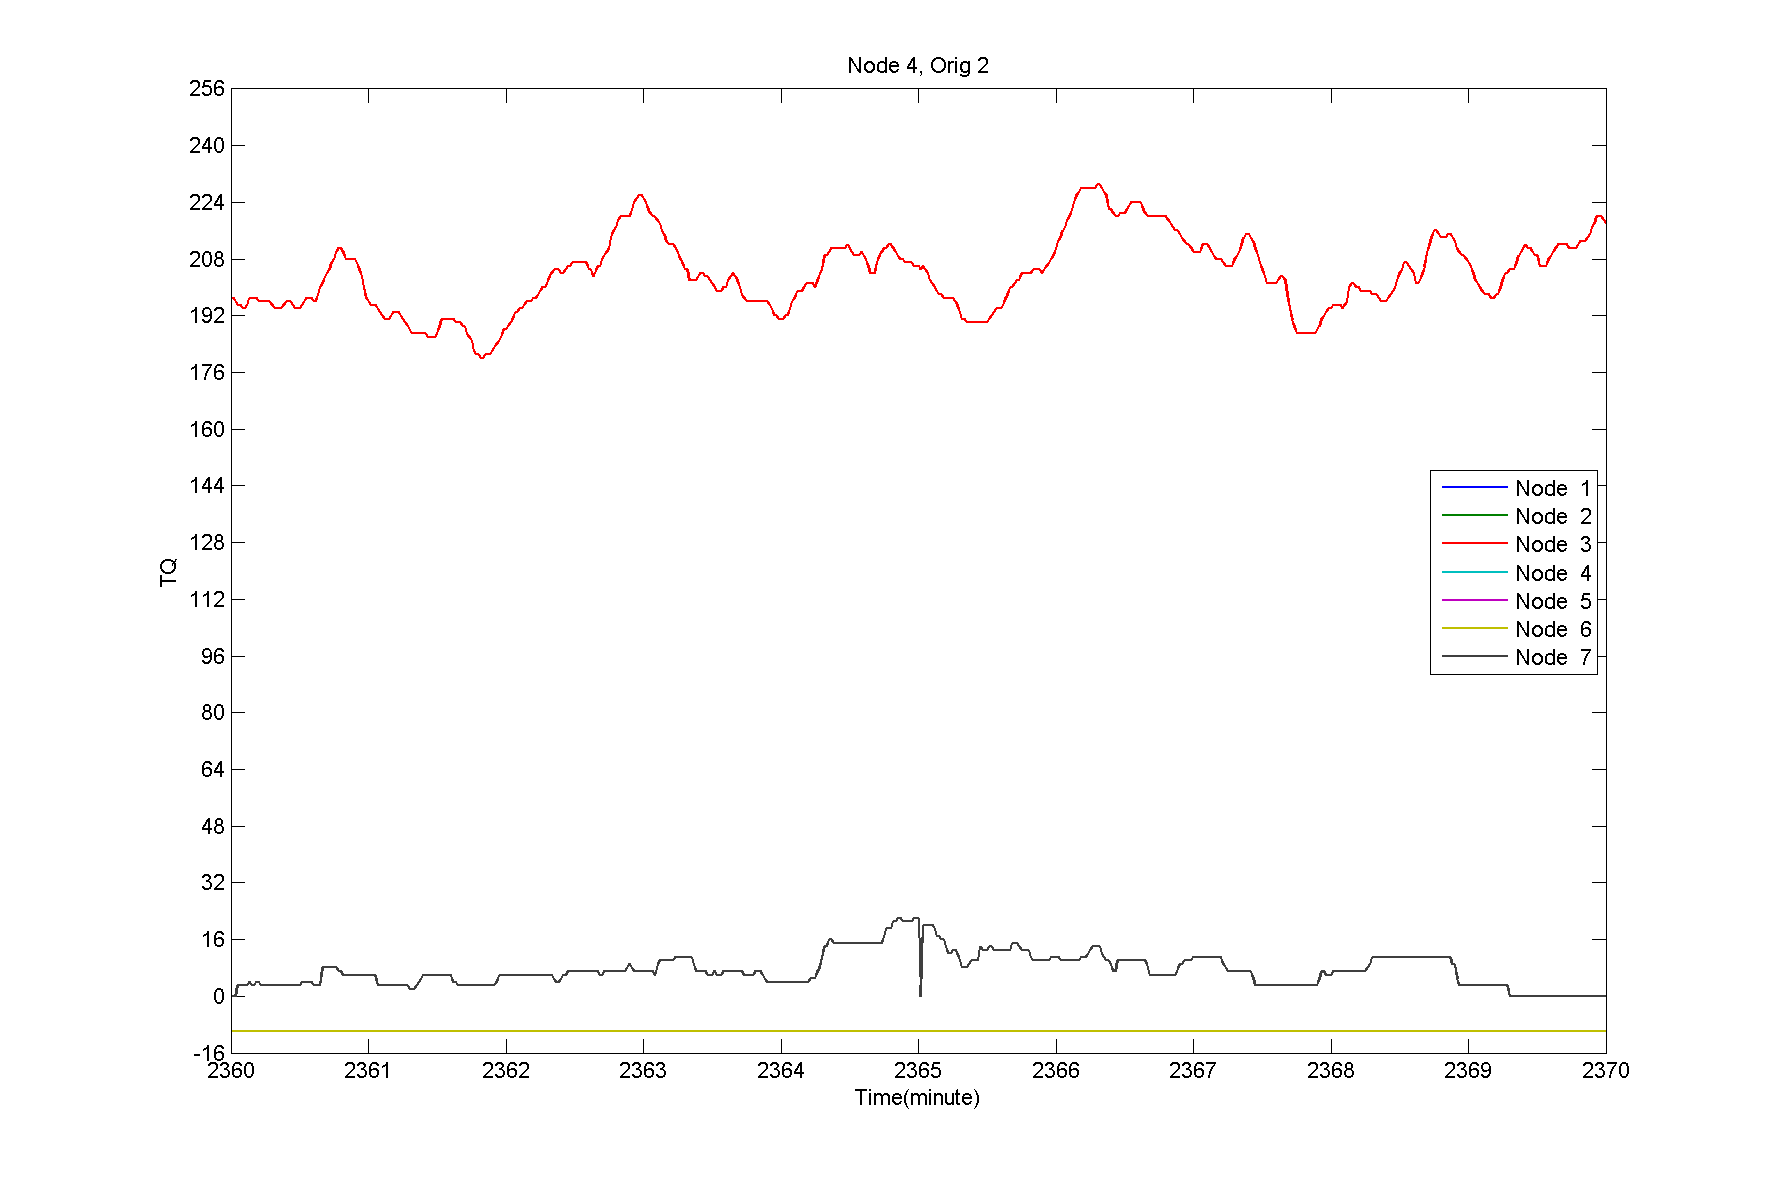 Node 4, Orig 2
256
240
224
208
192
176
160
144
128
112
96
80
64
48
32
16
0
-16
TQ
Node 1
Node 2
Node 3
Node 4
Node 5
Node 6
Node 7
2360 2361 2362 2363 2364 2365 2366 2367 2368 2369 2370
Time(minute)